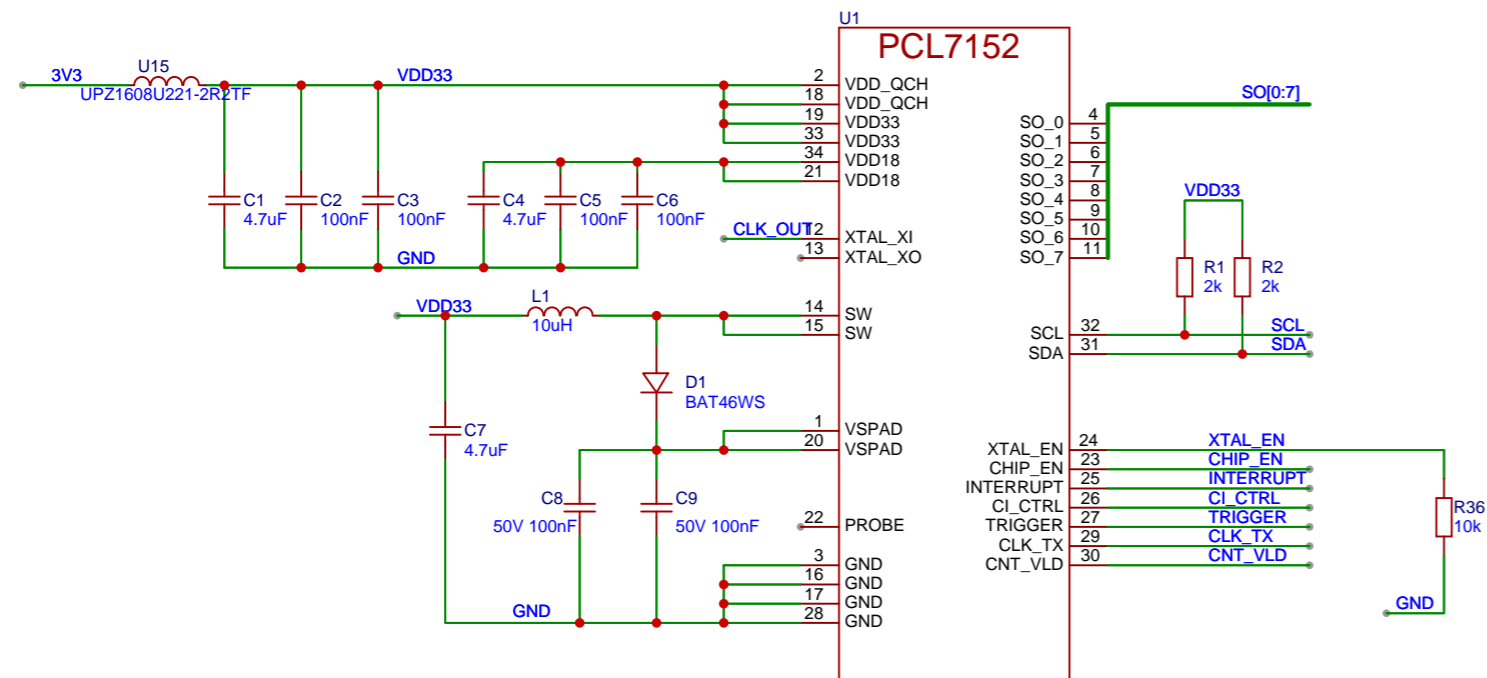 U1
PCL7152
3V3
U15
UPZ1608U221-2R2TF
VDD33
2
VDD_QCH
18
VDD_QCH
19
VDD33
33
VDD33
34
VDD18
21
VDD18
C1
4.7uF
C2
100nF
C3
100nF
C4
4.7uF
C5
100nF
C6
100nF
GND
CLK_OUT
12
XTAL_XI
13
XTAL_XO
VDD33
L1
10uH
14
SW
15
SW
D1
BAT46WS
C7
4.7uF
1
VSPAD
20
VSPAD
C8
50V 100nF
C9
50V 100nF
22
PROBE
3
GND
16
GND
17
GND
28
GND
GND
SO[0:7]
SO_0
4
SO_1
5
SO_2
6
SO_3
7
SO_4
8
SO_5
9
SO_6
10
SO_7
11
VDD33
R1
2k
R2
2k
SCL
32
SCL
SDA
31
SDA
XTAL_EN
24
XTAL_EN
CHIP_EN
23
CHIP_EN
INTERRUPT
25
INTERRUPT
CI_CTRL
26
CI_CTRL
TRIGGER
27
TRIGGER
CLK_TX
29
CLK_TX
CNT_VLD
30
CNT_VLD
R36
10k
GND